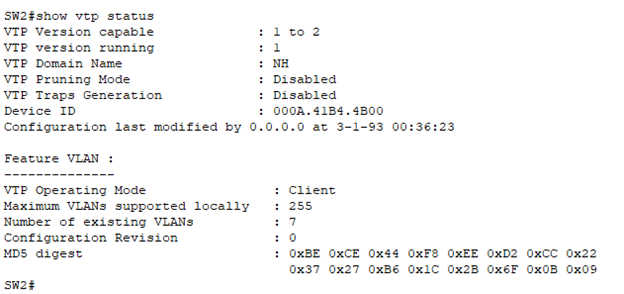 SW2#show vtp status
VTP Version capable : 1 to 2
VTP version running : 1
VTP Domain Name : NH
VTP Pruning Mode : Disabled
VTP Traps Generation : Disabled
Device ID : 000A.41B4.4B00
Configuration last modified by 0.0.0.0 at 3-1-93 00:36:23
Feature VLAN :
--------------
VTP Operating Mode : Client
Maximum VLANs supported locally : 255
Number of existing VLANs : 7
Configuration Revision : 0
MD5 digest : 0xBE 0xCE 0x44 0xF8 0xEE 0xD2 0xCC 0x22
0x37 0x27 0xB6 0x1C 0x2B 0x6F 0x0B 0x09
SW2#